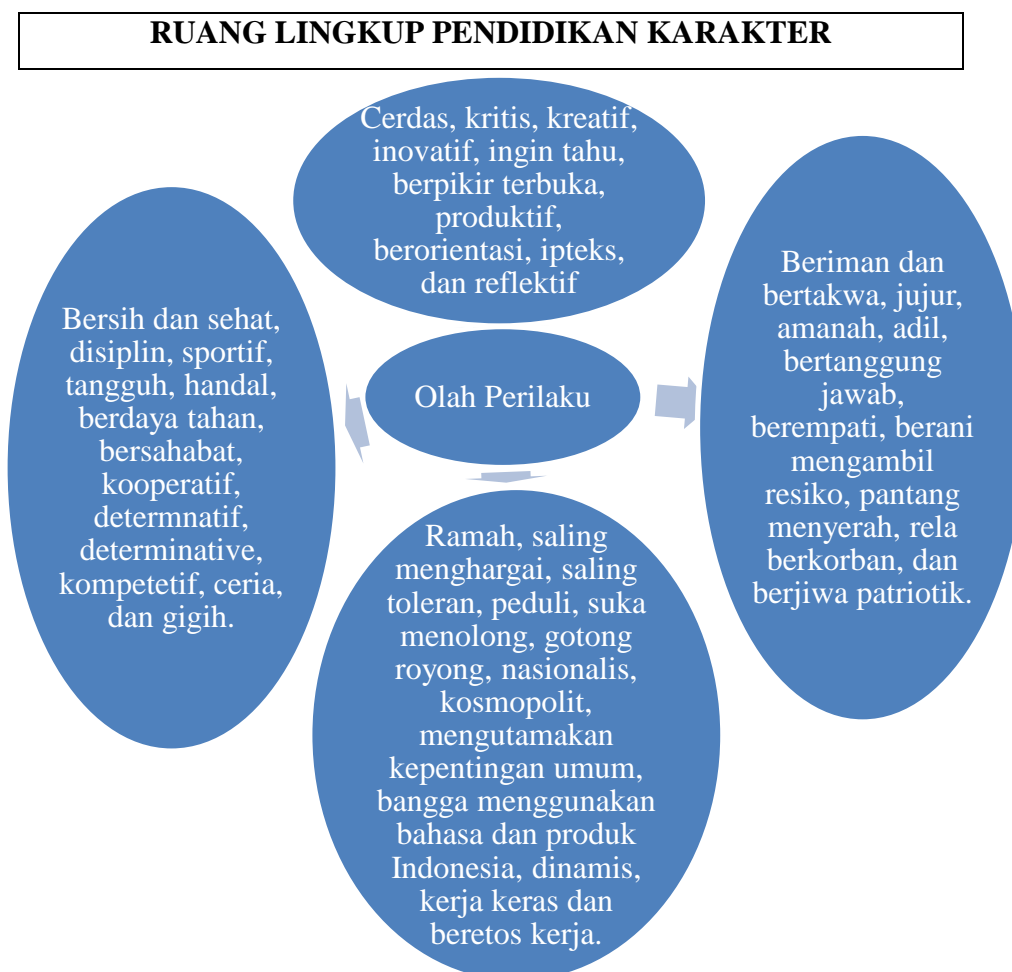 RUANG LINGKUP PENDIDIKAN KARAKTER
Cerdas, kritis, kreatif,
inovatif, ingin tahu,
berpikir terbuka,
produktif,
berorientasi, ipteks,
dan reflektif
Bersih dan sehat,
disiplin, sportif,
tangguh, handal,
berdaya tahan,
bersahabat,
kooperatif,
determnatif,
determinative,
kompetetif, ceria,
dan gigih.
Olah Perilaku
Beriman dan
bertakwa, jujur,
amanah, adil,
bertanggung
jawab,
berempati, berani
mengambil
resiko, pantang
menyerah, rela
berkorban, dan
berjiwa patriotik.
Ramah, saling
menghargai, saling
toleran, peduli, suka
menolong, gotong
royong, nasionalis,
kosmopolit,
mengutamakan
kepentingan umum,
bangga menggunakan
bahasa dan produk
Indonesia, dinamis,
kerja keras dan
beretos kerja.